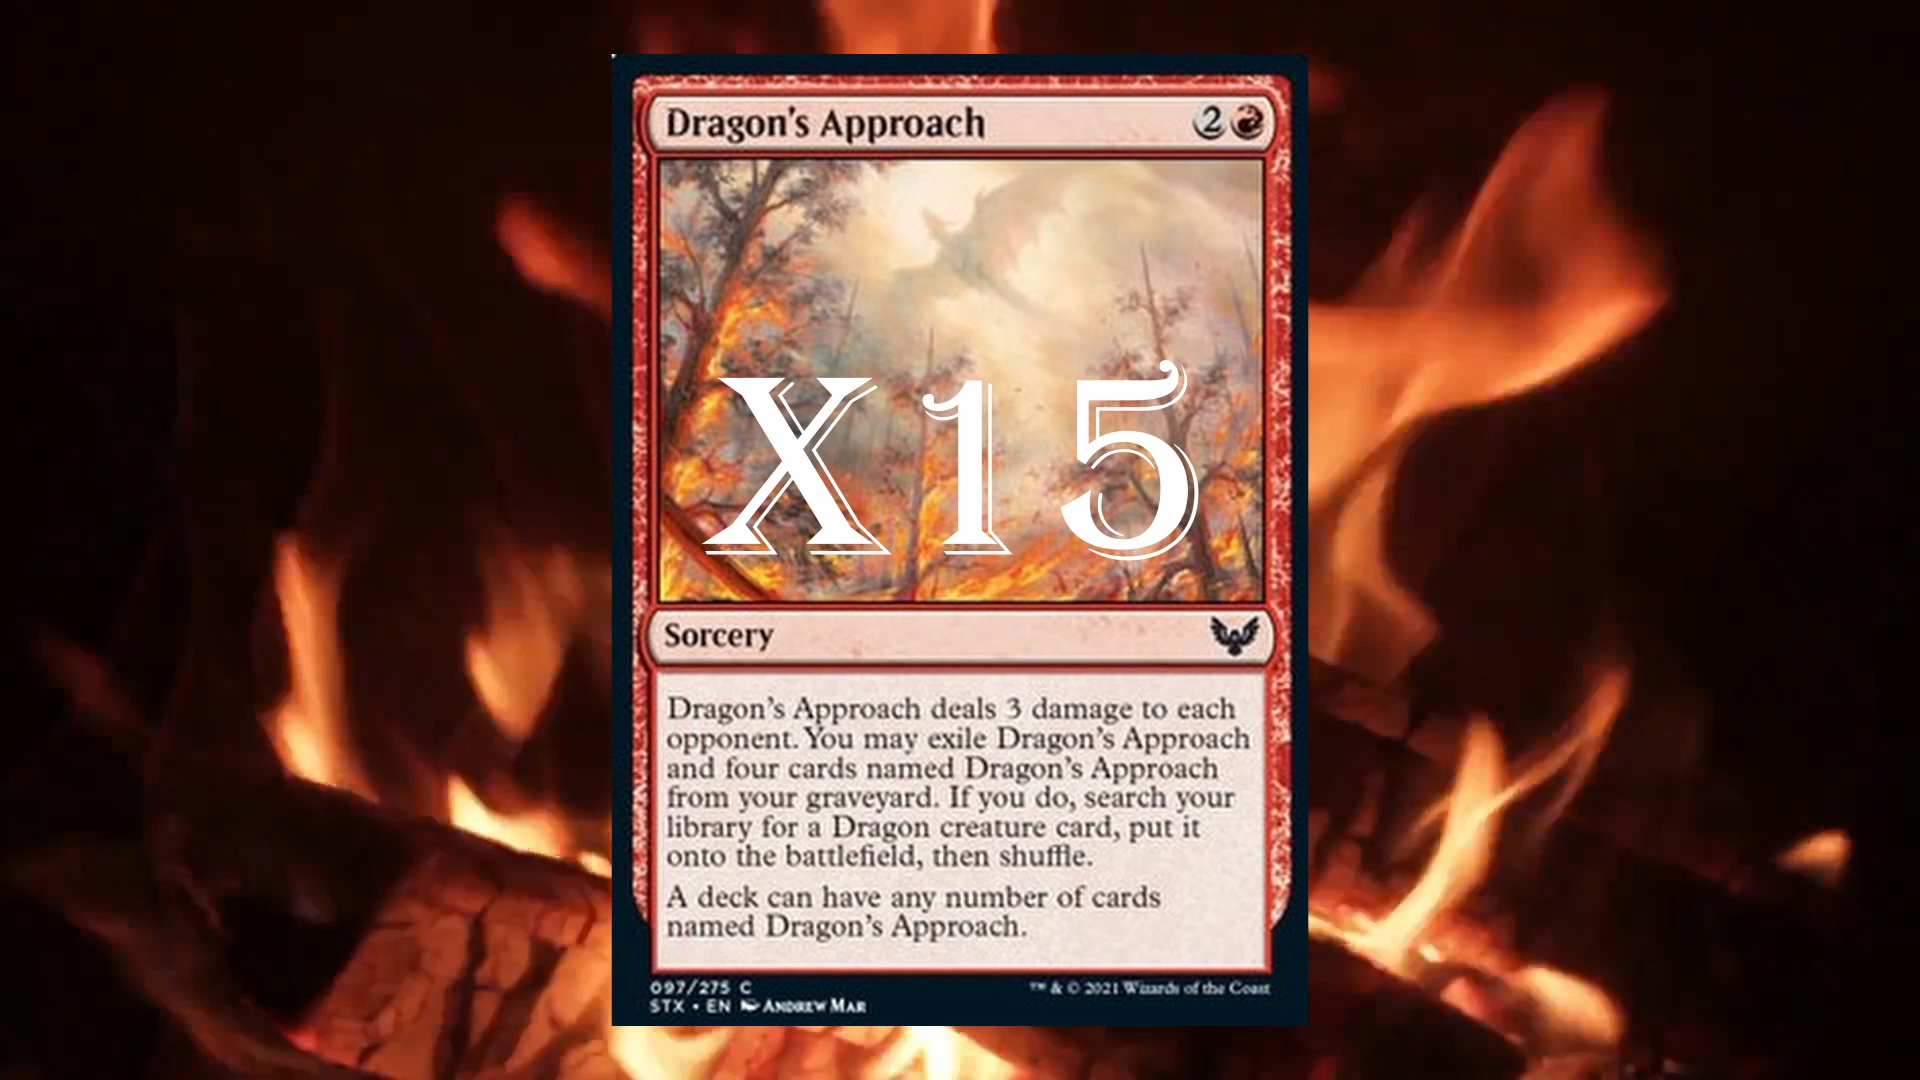 Dragon's Approach 2
X15
Sorcery
Dragon's Approach deals 3 damage to each
opponent. You may exile Dragon's Approach
and four cards named Dragon's Approach
from your graveyard. If you do, search your
library for a Dragon creature card, put it
onto the battlefield, then shuffle.
A deck can have any number of cards
named Dragon's Approach.
097/275 C
STX • EN Andrew Mar
™ & © 2021 Wizards of the Coast